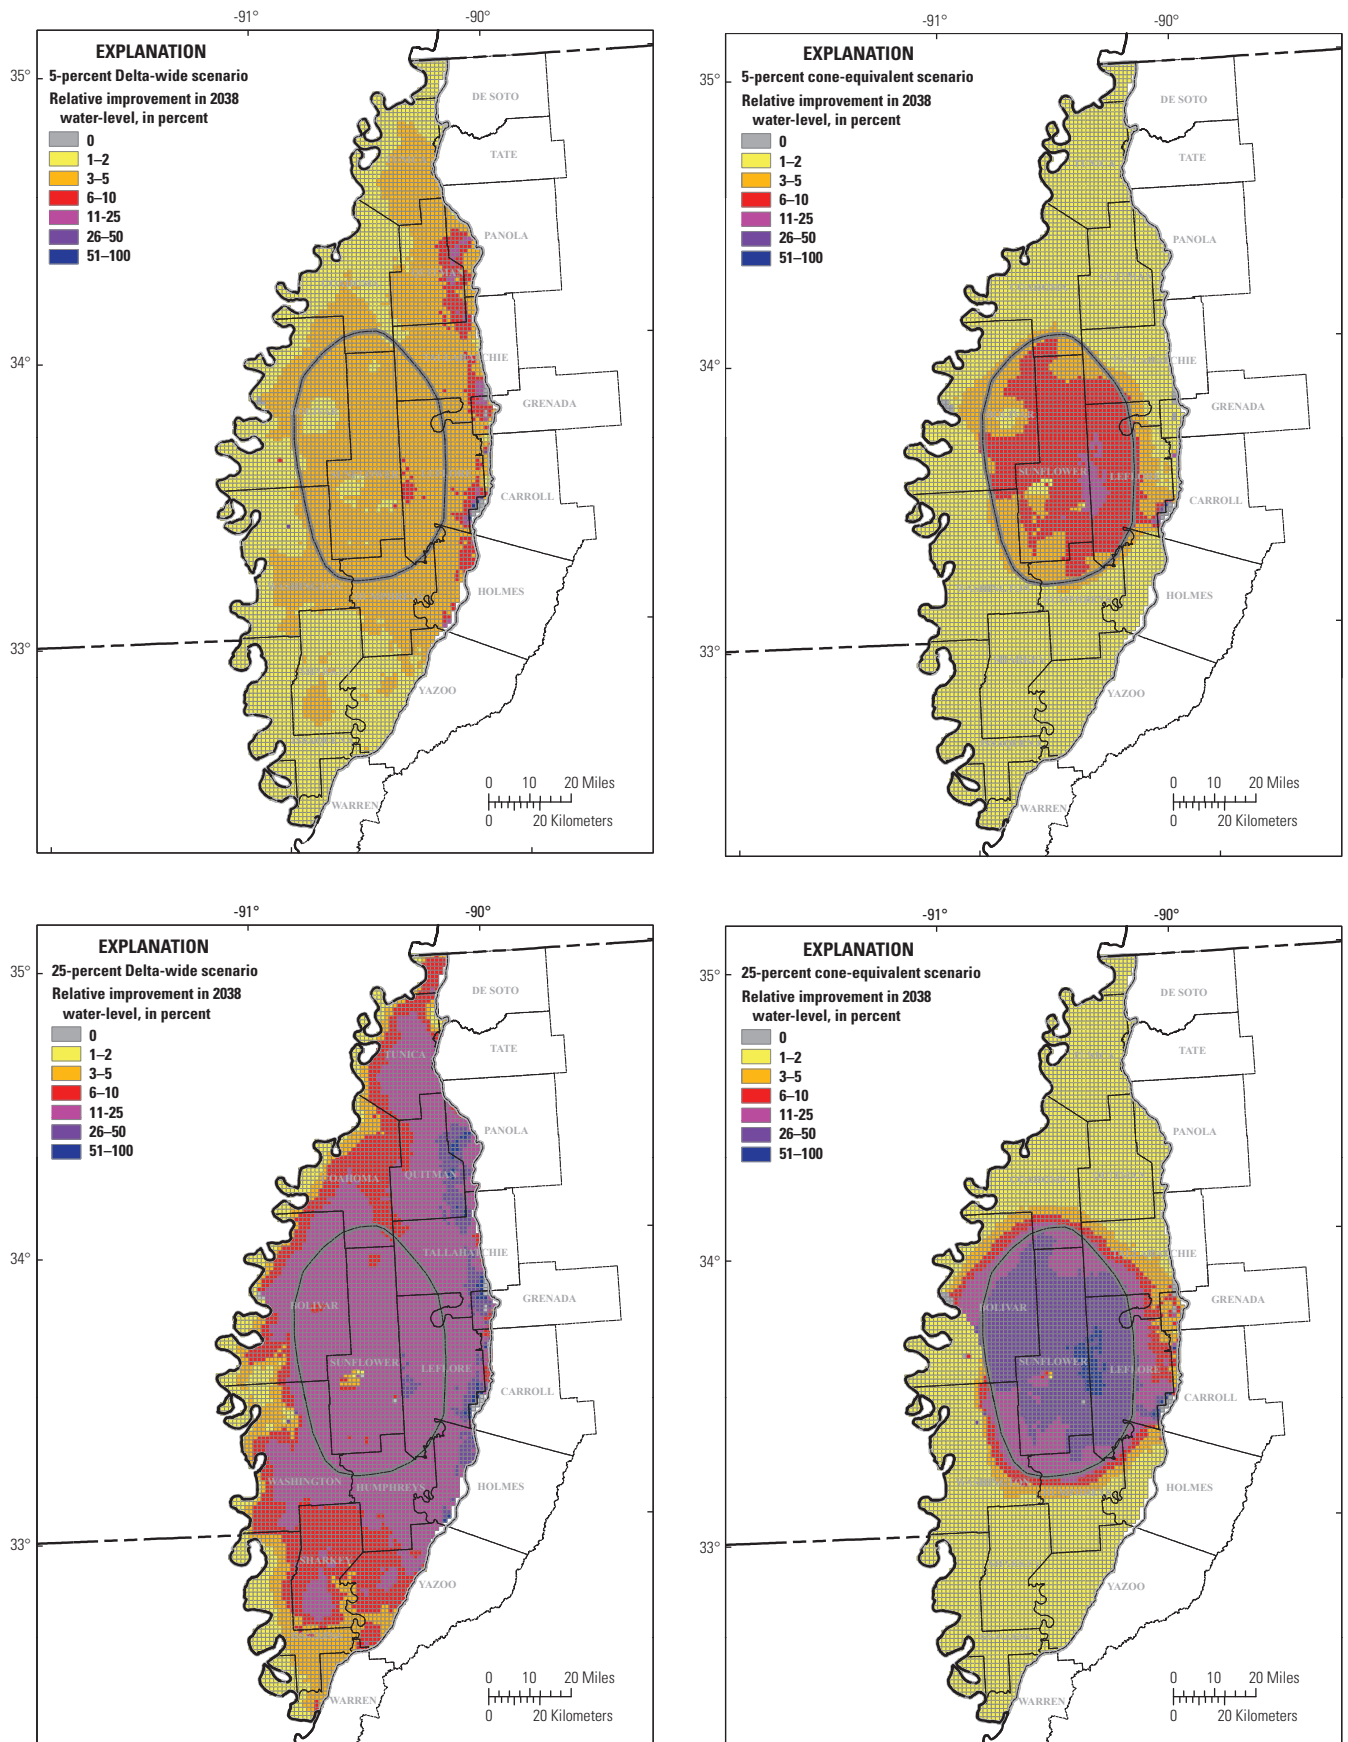 -91°
-90°
EXPLANATION
5-percent Delta-wide scenario
Relative improvement in 2038
water-level, in percent
0
1–2
3–5
6–10
11-25
26–50
51–100
35°
34°
33°
DE SOTO
TATE
PANOLA
GRENADA
CARROLL
HOLMES
YAZOO
WARREN
0 10 20 Miles
0 20 Kilometers
-91°
-90°
EXPLANATION
5-percent cone-equivalent scenario
Relative improvement in 2038
water-level, in percent
0
1–2
3–5
6–10
11-25
26–50
51–100
35°
34°
33°
DE SOTO
TATE
PANOLA
GRENADA
SUNFLOWER
CARROLL
HOLMES
YAZOO
WARREN
0 10 20 Miles
0 20 Kilometers
-91°
-90°
EXPLANATION
25-percent Delta-wide scenario
Relative improvement in 2038
water-level, in percent
0
1–2
3–5
6–10
11-25
26–50
51–100
35°
34°
33°
DE SOTO
TUNICA
TATE
PANOLA
QUITMAN
COAHOMA
TALLAHATCHIE
GRENADA
BOLIVAR
SUNFLOWER
LEFLORE
CARROLL
WASHINGTON
HUMPHREYS
HOLMES
SHARKEY
YAZOO
WARREN
0 10 20 Miles
0 20 Kilometers
-91°
-90°
EXPLANATION
25-percent cone-equivalent scenario
Relative improvement in 2038
water-level, in percent
0
1–2
3–5
6–10
11-25
26–50
51–100
35°
34°
33°
DE SOTO
TATE
PANOLA
GRENADA
BOLIVAR
SUNFLOWER
LEFLORE
CARROLL
HOLMES
YAZOO
WARREN
0 10 20 Miles
0 20 Kilometers